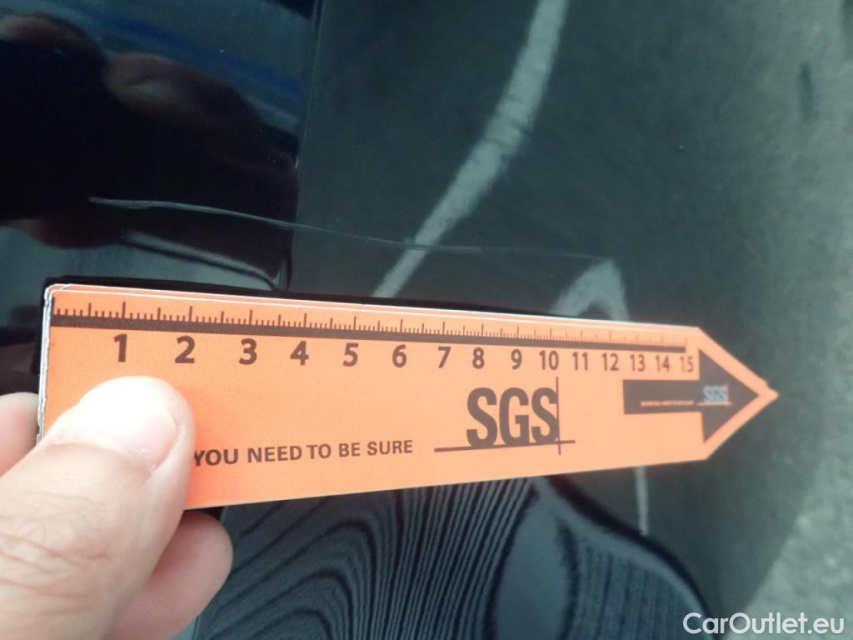 1 2 3 4 5 6 7 8 9 10 11 12 13 14 15
SGS
SGS
YOU NEED TO BE SURE
CarOutlet.eu